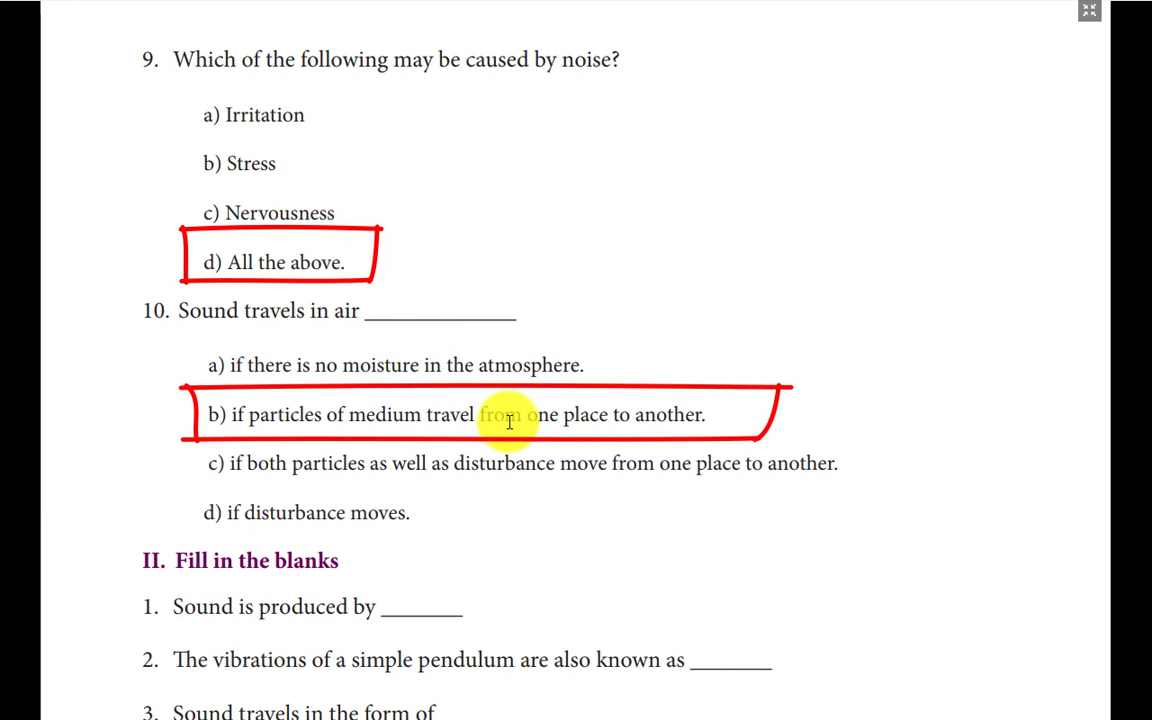 9. Which of the following may be caused by noise?
a) Irritation
b) Stress
c) Nervousness
d) All the above.
10. Sound travels in air ____________
a) if there is no moisture in the atmosphere.
b) if particles of medium travel from one place to another.
c) if both particles as well as disturbance move from one place to another.
d) if disturbance moves.
II. Fill in the blanks
1. Sound is produced by _______
2. The vibrations of a simple pendulum are also known as _______
3. Sound travels in the form of